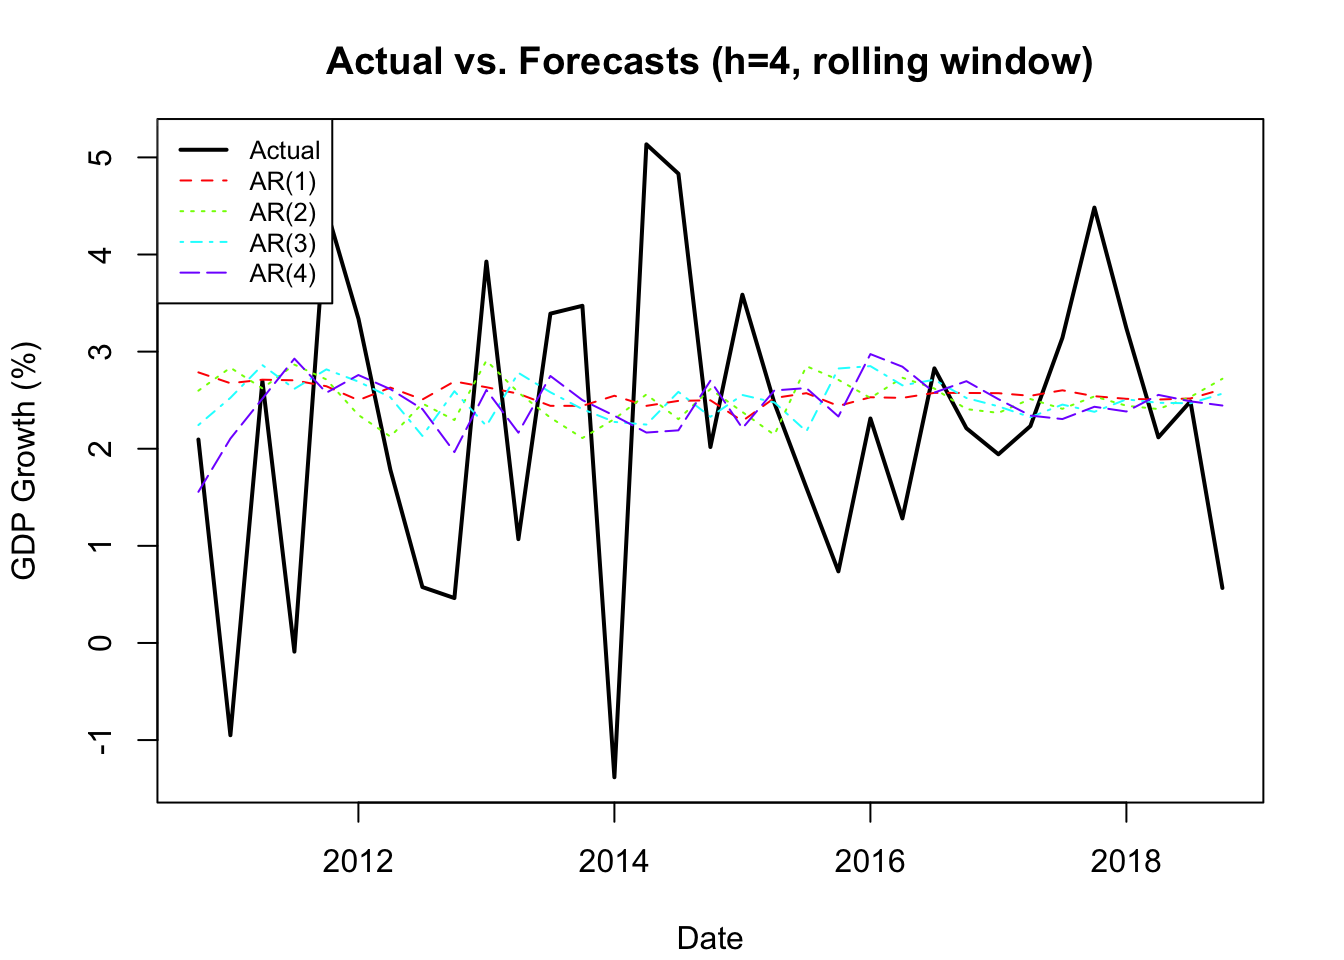 Actual vs. Forecasts (h=4, rolling window)
Actual
AR(1)
AR(2)
AR(3)
AR(4)
GDP Growth (%)
5
4
3
2
1
0
-1
2012 2014 2016 2018
Date